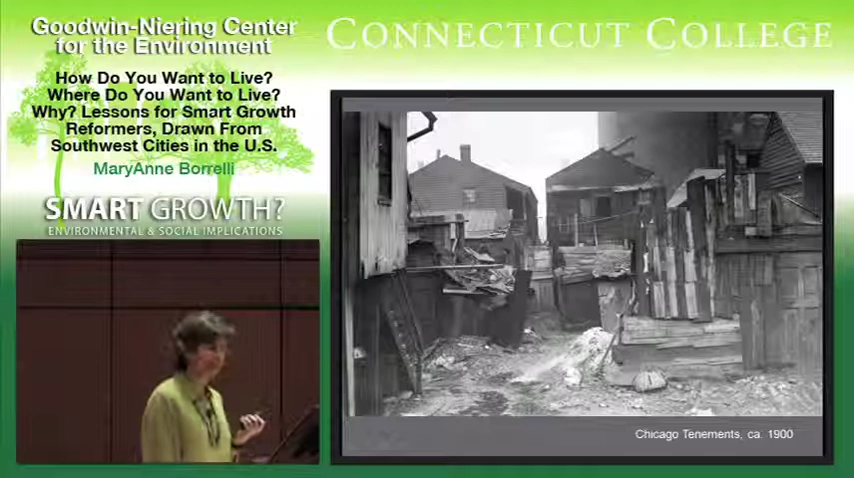 Goodwin-Niering Center
for the Environment
CONNECTICUT COLLEGE
How Do You Want to Live?
Where Do You Want to Live?
Why? Lessons for Smart Growth
Reformers, Drawn From
Southwest Cities in the U.S.
MaryAnne Borrelli
SMART GROWTH?
ENVIRONMENTAL & SOCIAL IMPLICATIONS
Chicago Tenements, ca. 1900